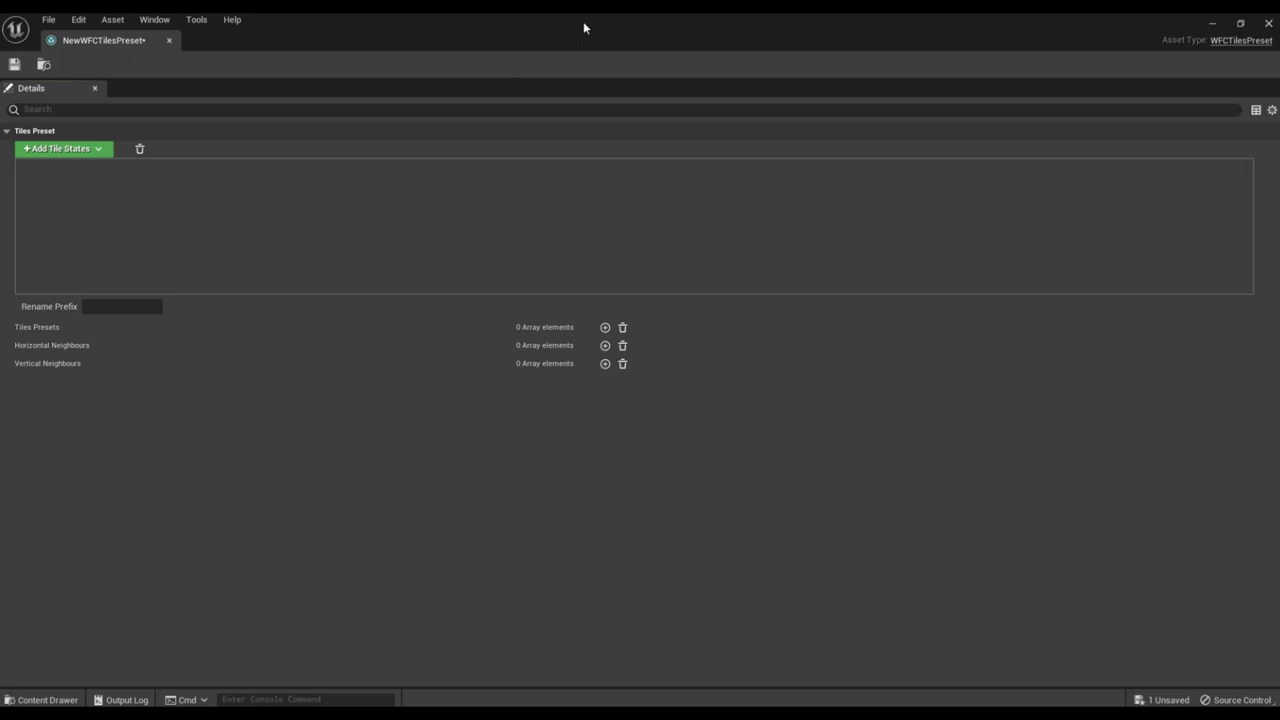 File Edit Asset Window Tools Help
NewWFCTilesPreset•
Asset Type: WFCTilesPreset
Details
Search
Tiles Preset
+Add Tile States
Rename Prefix
Tiles Presets 0 Array elements
Horizontal Neighbours 0 Array elements
Vertical Neighbours 0 Array elements
Content Drawer Output Log Cmd Enter Console Command 1 Unsaved Source Control